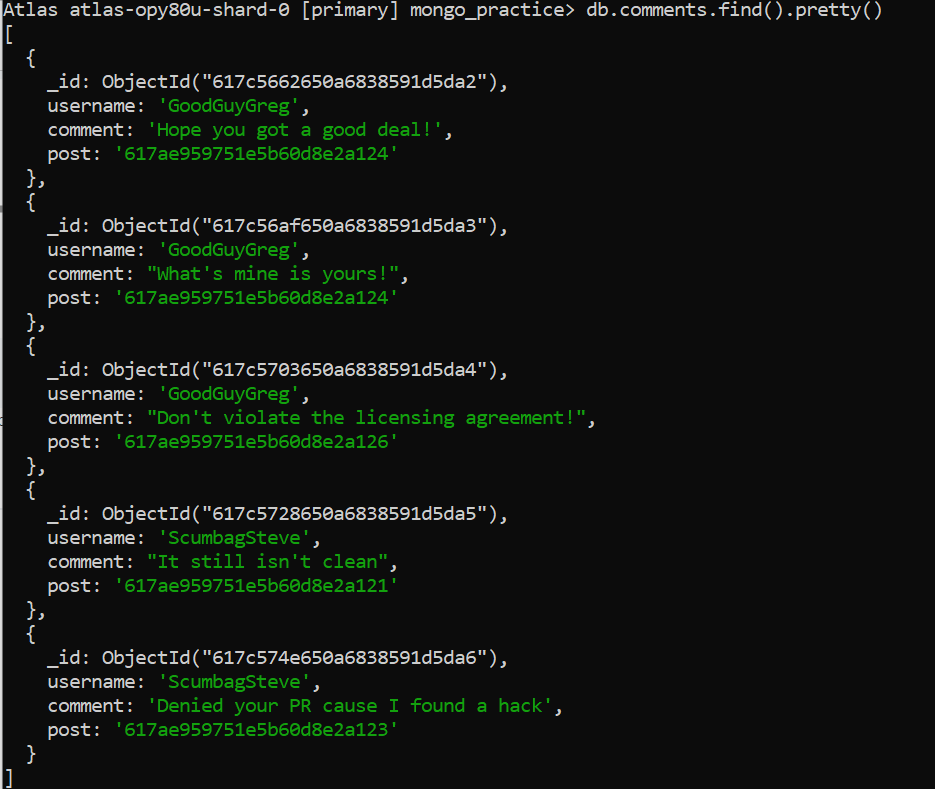 Atlas atlas-opy80u-shard-0 [primary] mongo_practice> db.comments.find().pretty()
[
  {
    _id: ObjectId("617c5662650a6838591d5da2"),
    username: 'GoodGuyGreg',
    comment: 'Hope you got a good deal!',
    post: '617ae959751e5b60d8e2a124'
  },
  {
    _id: ObjectId("617c56af650a6838591d5da3"),
    username: 'GoodGuyGreg',
    comment: "What's mine is yours!",
    post: '617ae959751e5b60d8e2a124'
  },
  {
    _id: ObjectId("617c5703650a6838591d5da4"),
    username: 'GoodGuyGreg',
    comment: "Don't violate the licensing agreement!",
    post: '617ae959751e5b60d8e2a126'
  },
  {
    _id: ObjectId("617c5728650a6838591d5da5"),
    username: 'ScumbagSteve',
    comment: "It still isn't clean",
    post: '617ae959751e5b60d8e2a121'
  },
  {
    _id: ObjectId("617c574e650a6838591d5da6"),
    username: 'ScumbagSteve',
    comment: 'Denied your PR cause I found a hack',
    post: '617ae959751e5b60d8e2a123'
  }
]